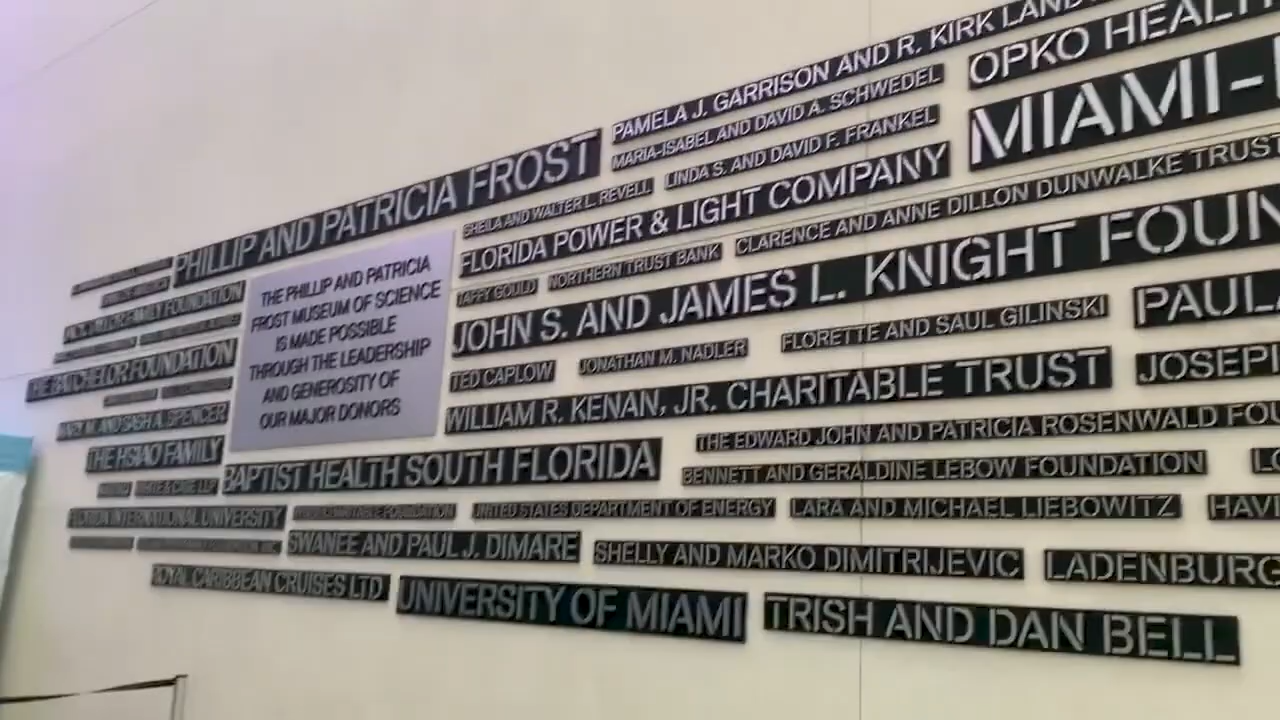 PAMELA J. GARRISON AND R. KIRK
OPKO HEALTH
MARIA-ISABEL AND DAVID A. SCHWEDEL
MIAMI-
PHILLIP AND PATRICIA FROST
SHEILA AND WALTER L. REVELL
LINDA S. AND DAVID F. FRANKEL
FLORIDA POWER & LIGHT COMPANY
TAFFY GOULD
NORTHERN TRUST BANK
CLARENCE AND ANNE DILLON DUNWALKE TRUST
JOHN S. AND JAMES L. KNIGHT FOUN
THE PHILLIP AND PATRICIA
FROST MUSEUM OF SCIENCE
IS MADE POSSIBLE
THROUGH THE LEADERSHIP
AND GENEROSITY OF
OUR MAJOR DONORS
TED CAPLOW
JONATHAN M. NADLER
FLORETTE AND SAUL GILINSKI
PAUL
THE BATCHELOR FOUNDATION
WILLIAM R. KENAN, JR. CHARITABLE TRUST
JOSEP
THE HSIAO FAMILY
BAPTIST HEALTH SOUTH FLORIDA
THE EDWARD JOHN AND PATRICIA ROSENWALD FOU
BENNETT AND GERALDINE LEBOW FOUNDATION
FLORIDA INTERNATIONAL UNIVERSITY
UNITED STATES DEPARTMENT OF ENERGY
LARA AND MICHAEL LIEBOWITZ
HAVI
SWANEE AND PAUL J. DIMARE
SHELLY AND MARKO DIMITRIJEVIC
LADENBURG
ROYAL CARIBBEAN CRUISES LTD
UNIVERSITY OF MIAMI
TRISH AND DAN BELL